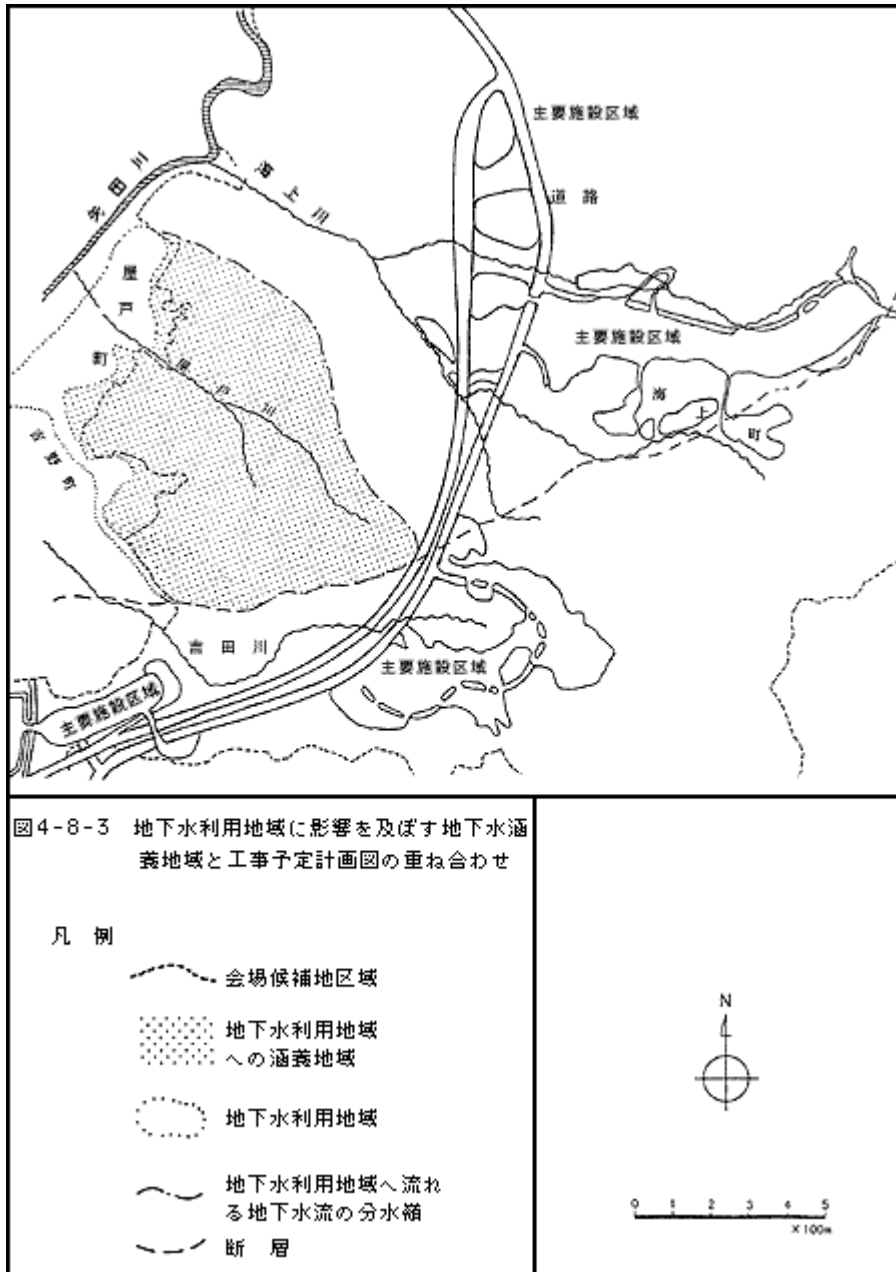 主要施設区域
矢田川
海上川
道路
屋戸町
屋戸川
主要施設区域
海上町
吉野町
吉田川
主要施設区域
主要施設区域
図4-8-3 地下水利用地域に影響を及ぼす地下水涵
義地域と工事予定計画図の重ね合わせ
凡 例
会場候補地区域
地下水利用地域
への涵義地域
地下水利用地域
地下水利用地域へ流れ
る地下水流の分水嶺
断 層
N
0 1 2 3 4 5
×100m